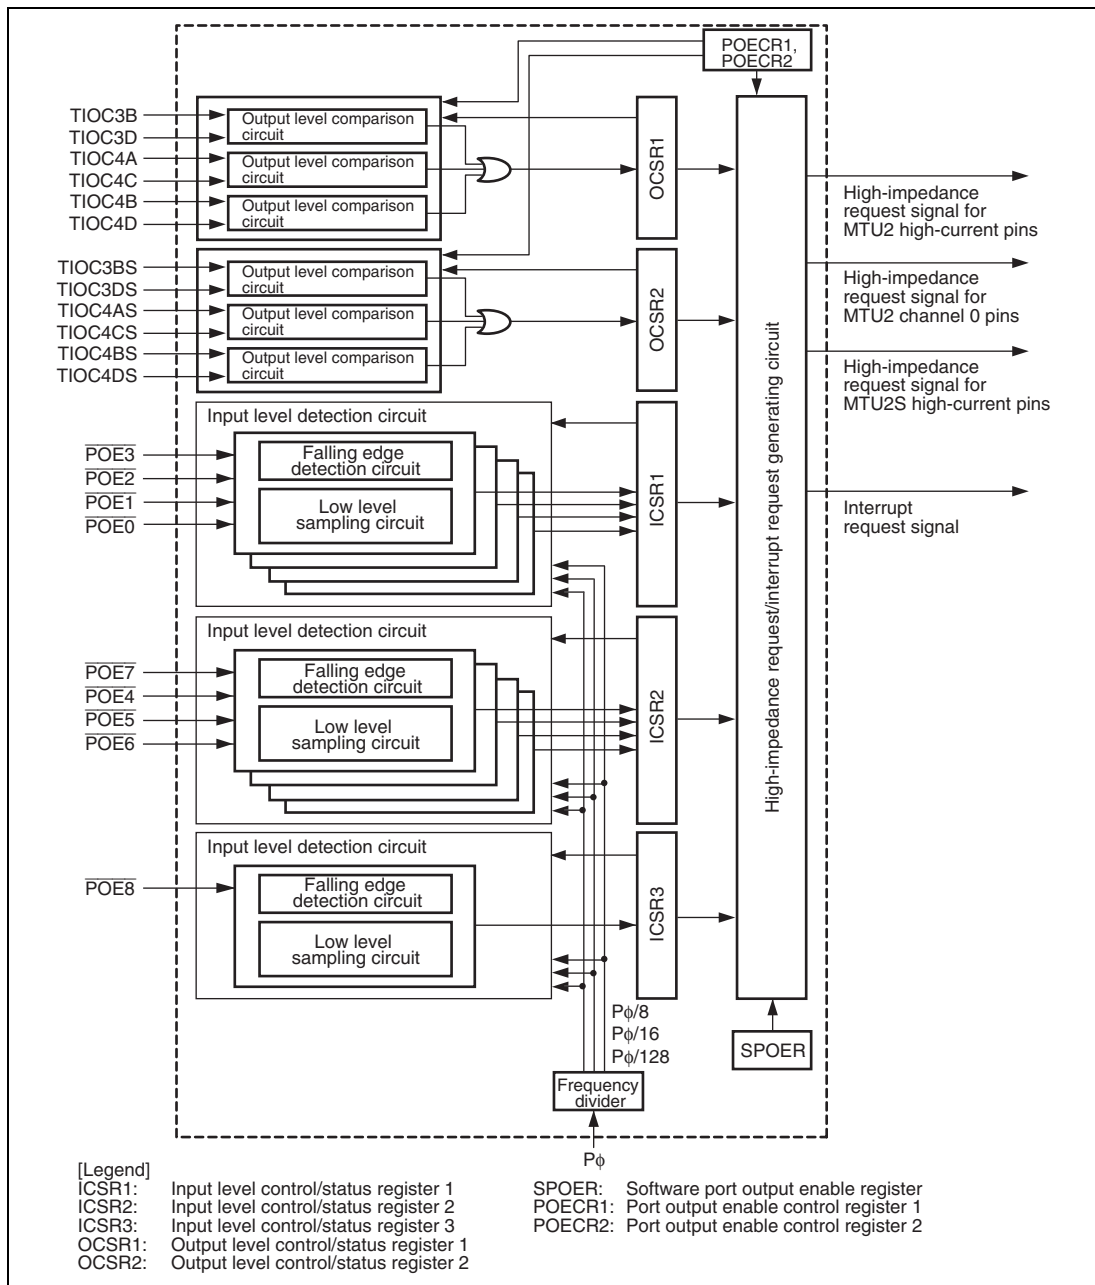 POECR1,
POECR2
TIOC3B
TIOC3D
TIOC4A
TIOC4C
TIOC4B
TIOC4D
Output level comparison
circuit
Output level comparison
circuit
Output level comparison
circuit
OCSR1
TIOC3BS
TIOC3DS
TIOC4AS
TIOC4CS
TIOC4BS
TIOC4DS
Output level comparison
circuit
Output level comparison
circuit
Output level comparison
circuit
OCSR2
Input level detection circuit
P̅O̅E̅3̅
P̅O̅E̅2̅
P̅O̅E̅1̅
P̅O̅E̅0̅
Falling edge
detection circuit
Low level
sampling circuit
ICSR1
Input level detection circuit
P̅O̅E̅7̅
P̅O̅E̅4̅
P̅O̅E̅5̅
P̅O̅E̅6̅
Falling edge
detection circuit
Low level
sampling circuit
ICSR2
Input level detection circuit
P̅O̅E̅8̅
Falling edge
detection circuit
Low level
sampling circuit
ICSR3
High-impedance request/interrupt request generating circuit
High-impedance
request signal for
MTU2 high-current pins
High-impedance
request signal for
MTU2 channel 0 pins
High-impedance
request signal for
MTU2S high-current pins
Interrupt
request signal
Pϕ/8
Pϕ/16
Pϕ/128
SPOER
Frequency
divider
Pϕ
[Legend]
ICSR1: Input level control/status register 1
ICSR2: Input level control/status register 2
ICSR3: Input level control/status register 3
OCSR1: Output level control/status register 1
OCSR2: Output level control/status register 2
SPOER: Software port output enable register
POECR1: Port output enable control register 1
POECR2: Port output enable control register 2